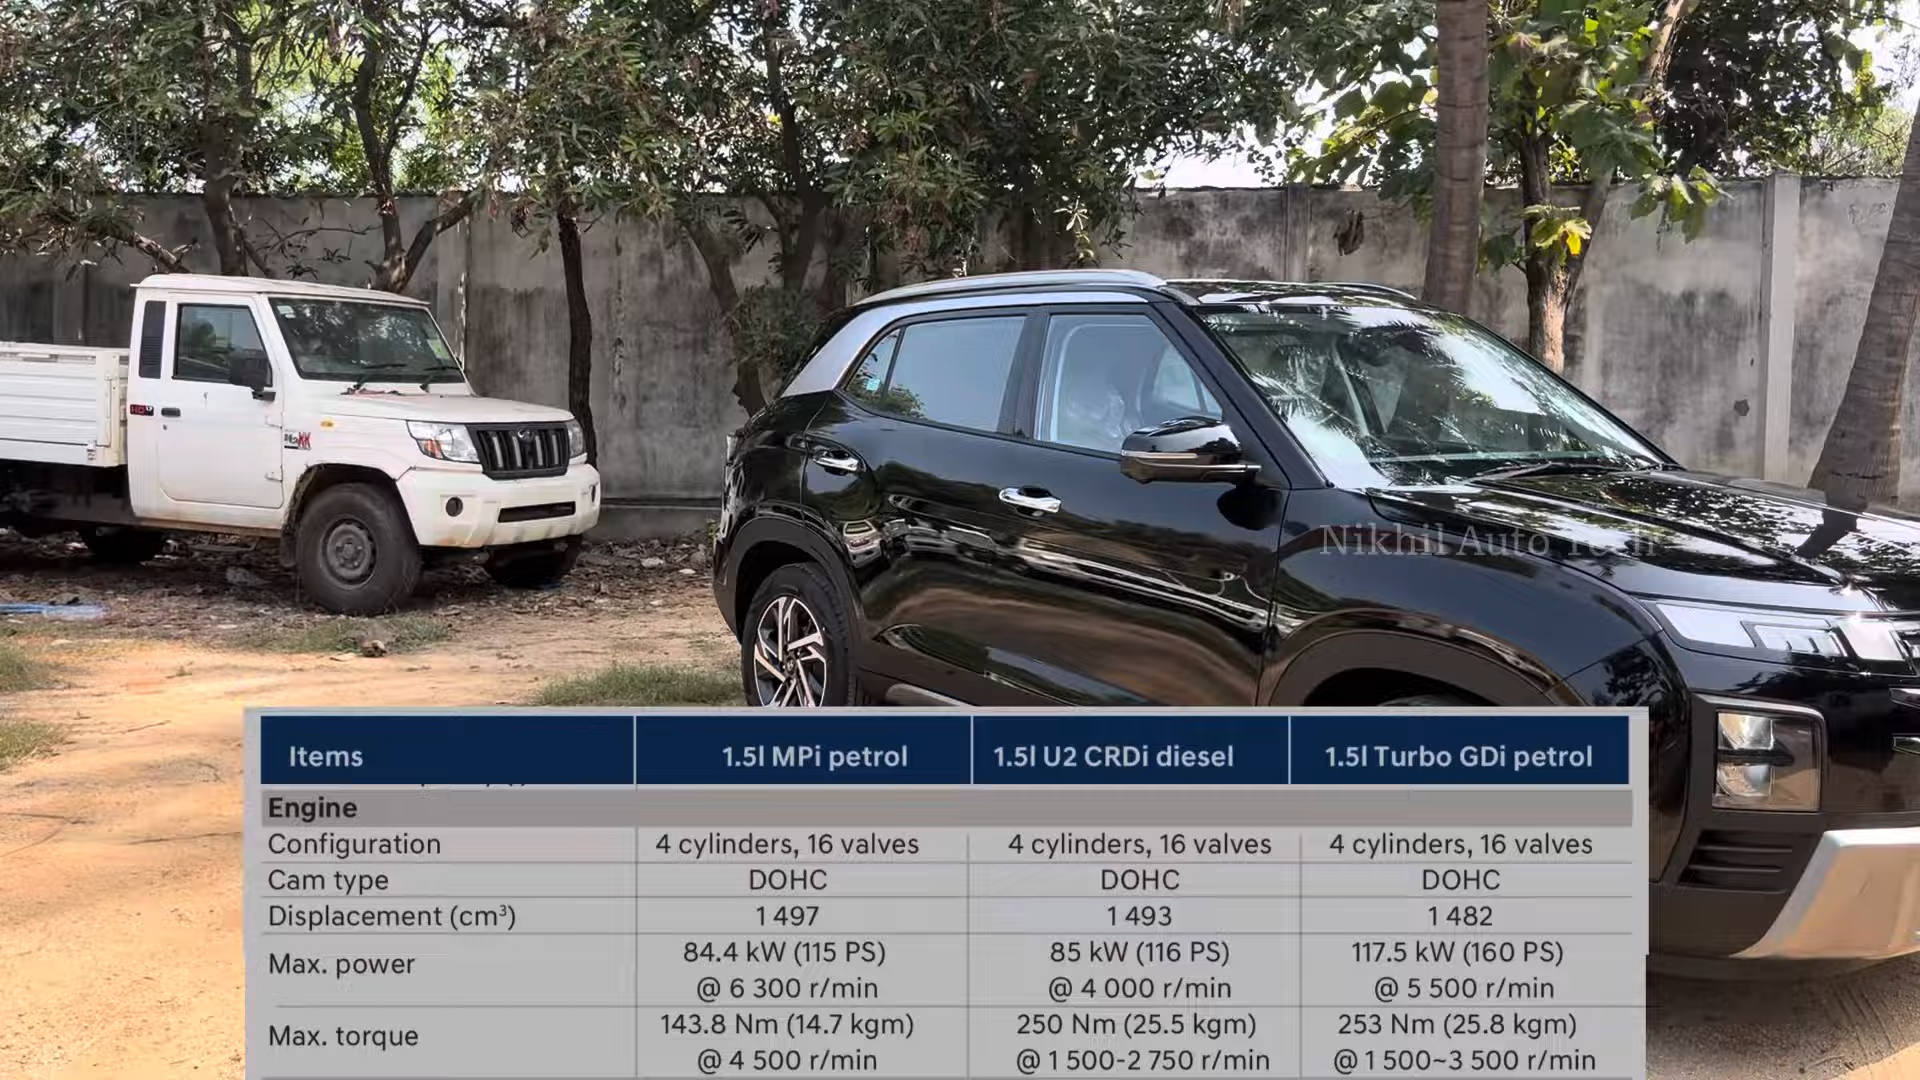 HD
MaXX
Nikhil Auto Tech
Items 1.5l MPi petrol 1.5l U2 CRDi diesel 1.5l Turbo GDi petrol
Engine
Configuration 4 cylinders, 16 valves 4 cylinders, 16 valves 4 cylinders, 16 valves
Cam type DOHC DOHC DOHC
Displacement (cm³) 1 497 1 493 1 482
Max. power 84.4 kW (115 PS) 85 kW (116 PS) 117.5 kW (160 PS)
@ 6 300 r/min @ 4 000 r/min @ 5 500 r/min
Max. torque 143.8 Nm (14.7 kgm) 250 Nm (25.5 kgm) 253 Nm (25.8 kgm)
@ 4 500 r/min @ 1 500-2 750 r/min @ 1 500~3 500 r/min